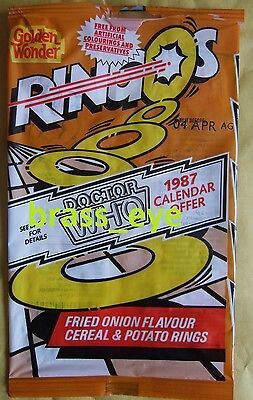 Golden
Wonder
FREE FROM
ARTIFICIAL
COLOURINGS AND
PRESERVATIVES
RINGOS
04 APR AG
DOCTOR
WHO
1987
CALENDAR
OFFER
SEE
FOR
DETAILS
brass_eye
FRIED ONION FLAVOUR
CEREAL & POTATO RINGS